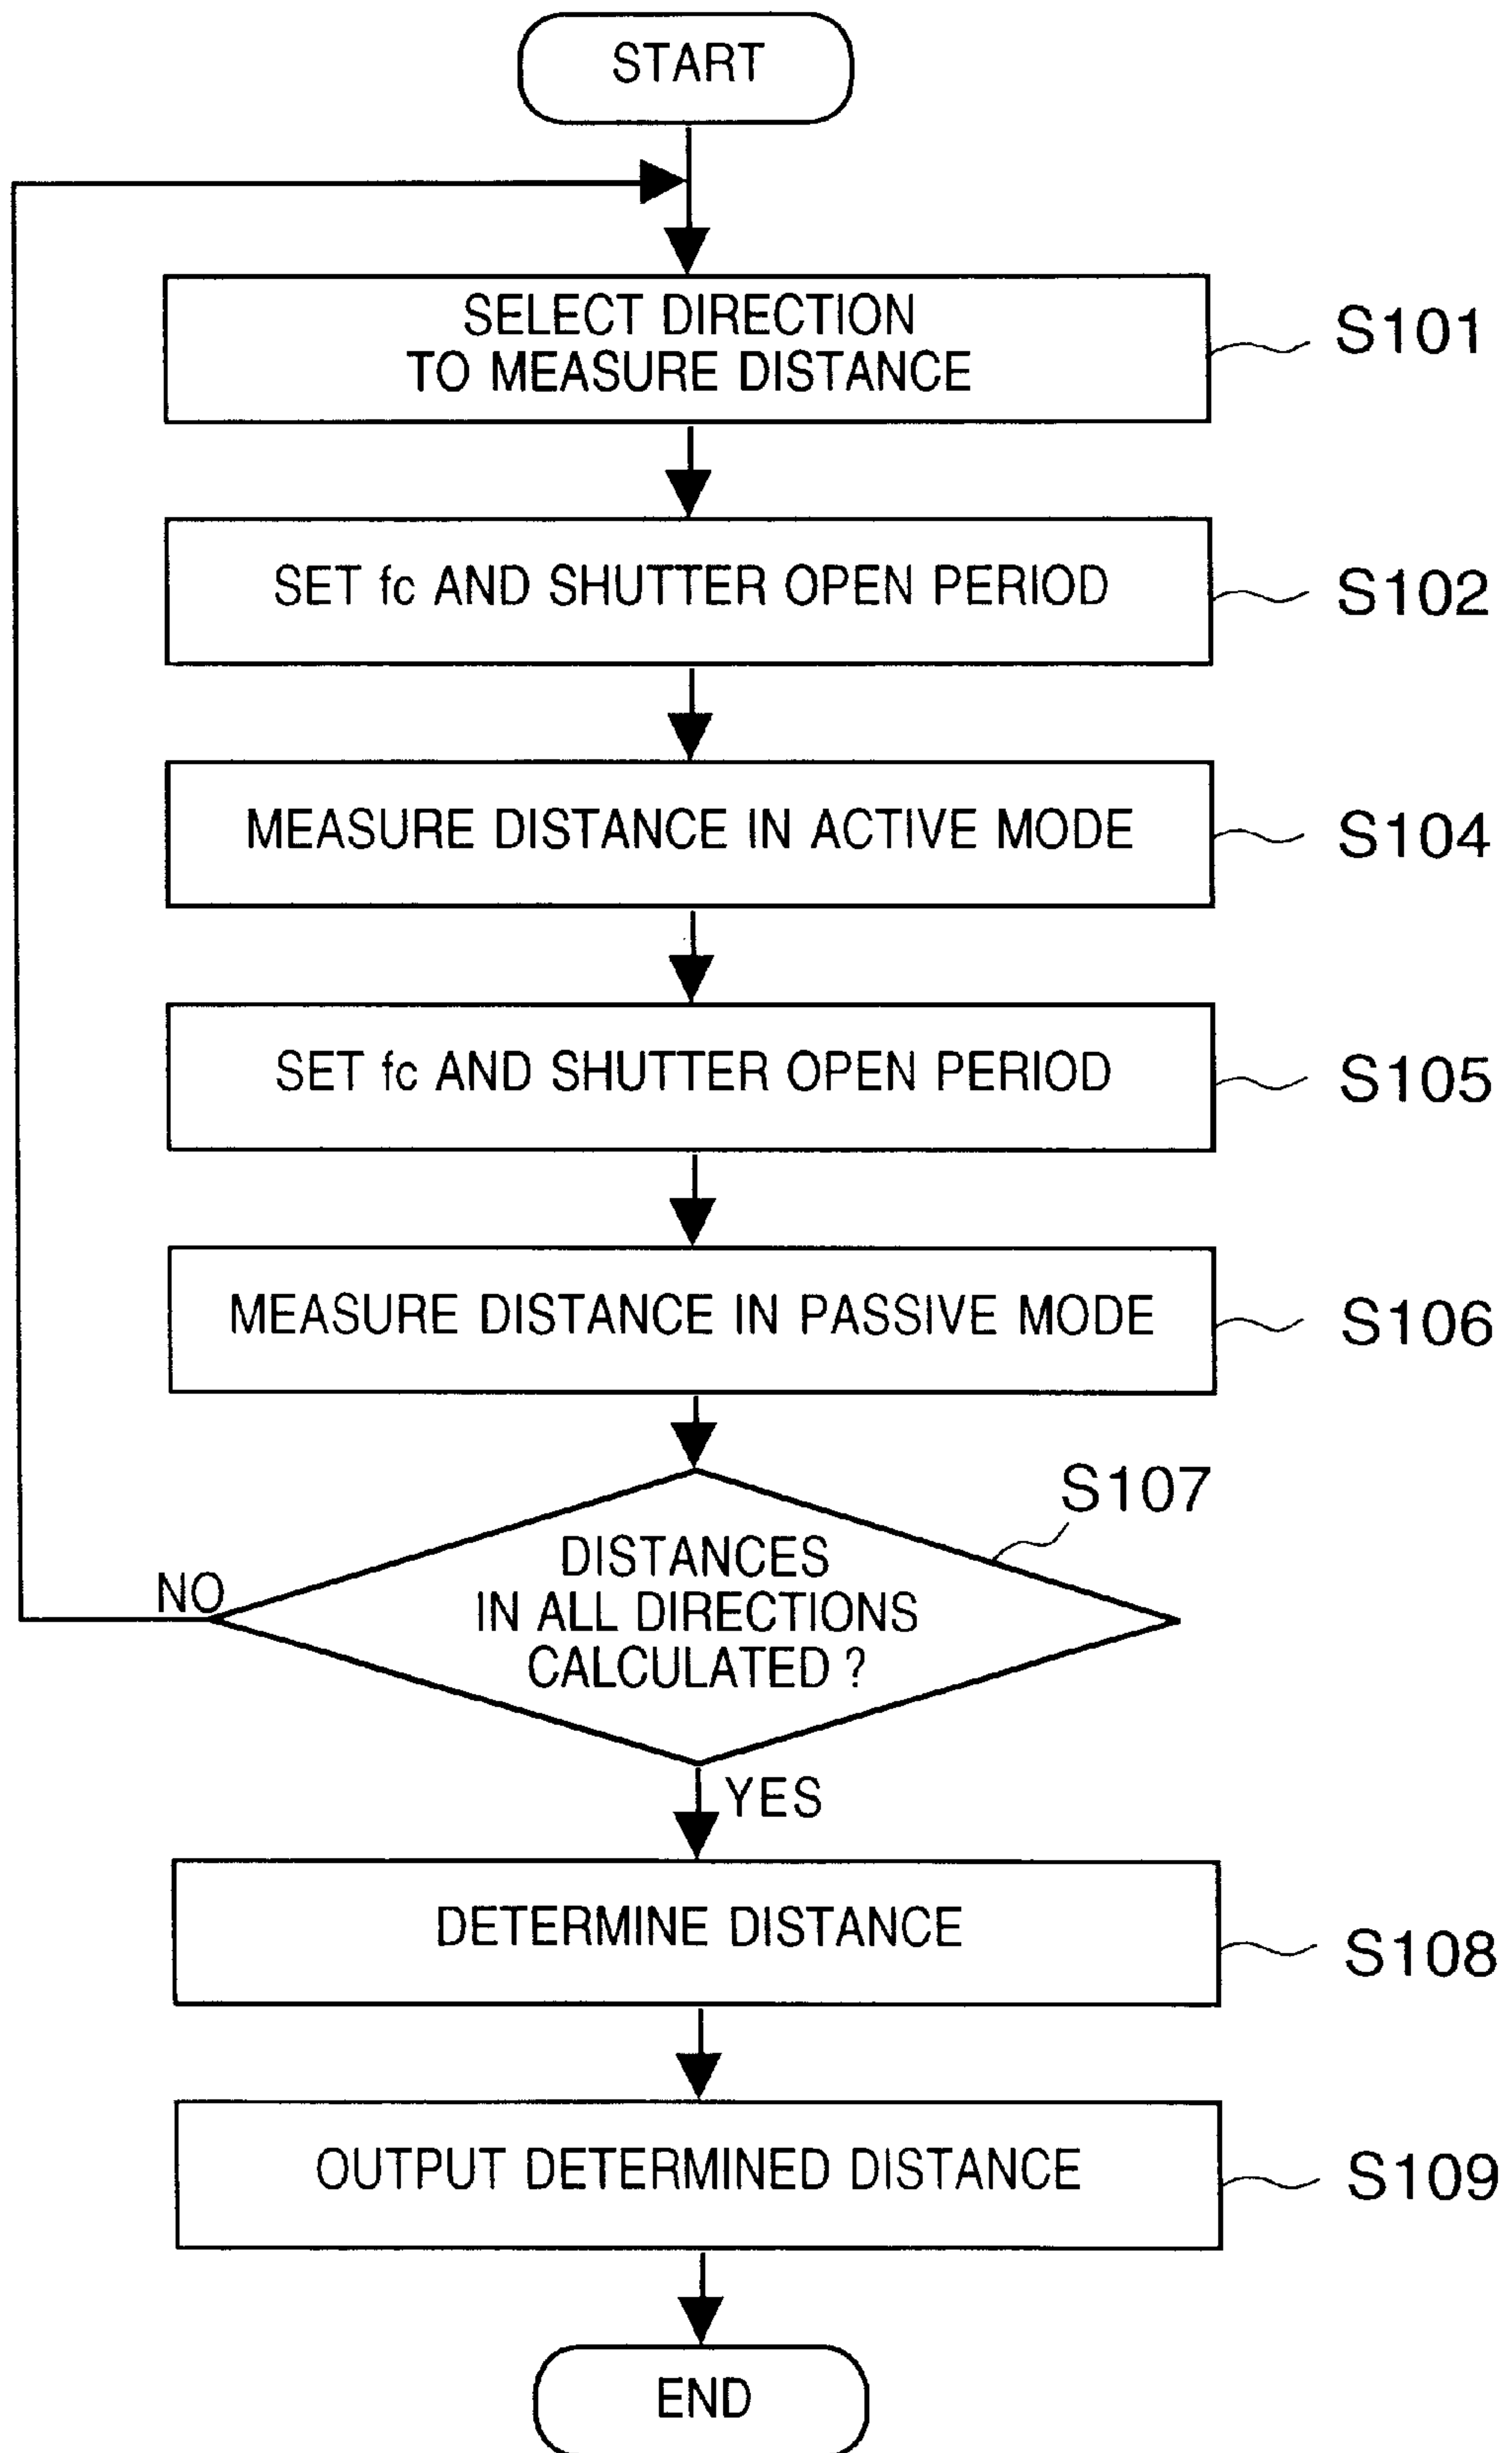 START
SELECT DIRECTION
TO MEASURE DISTANCE
S101
SET fc AND SHUTTER OPEN PERIOD
S102
MEASURE DISTANCE IN ACTIVE MODE
S104
SET fc AND SHUTTER OPEN PERIOD
S105
MEASURE DISTANCE IN PASSIVE MODE
S106
S107
DISTANCES
IN ALL DIRECTIONS
CALCULATED ?
NO
YES
DETERMINE DISTANCE
S108
OUTPUT DETERMINED DISTANCE
S109
END